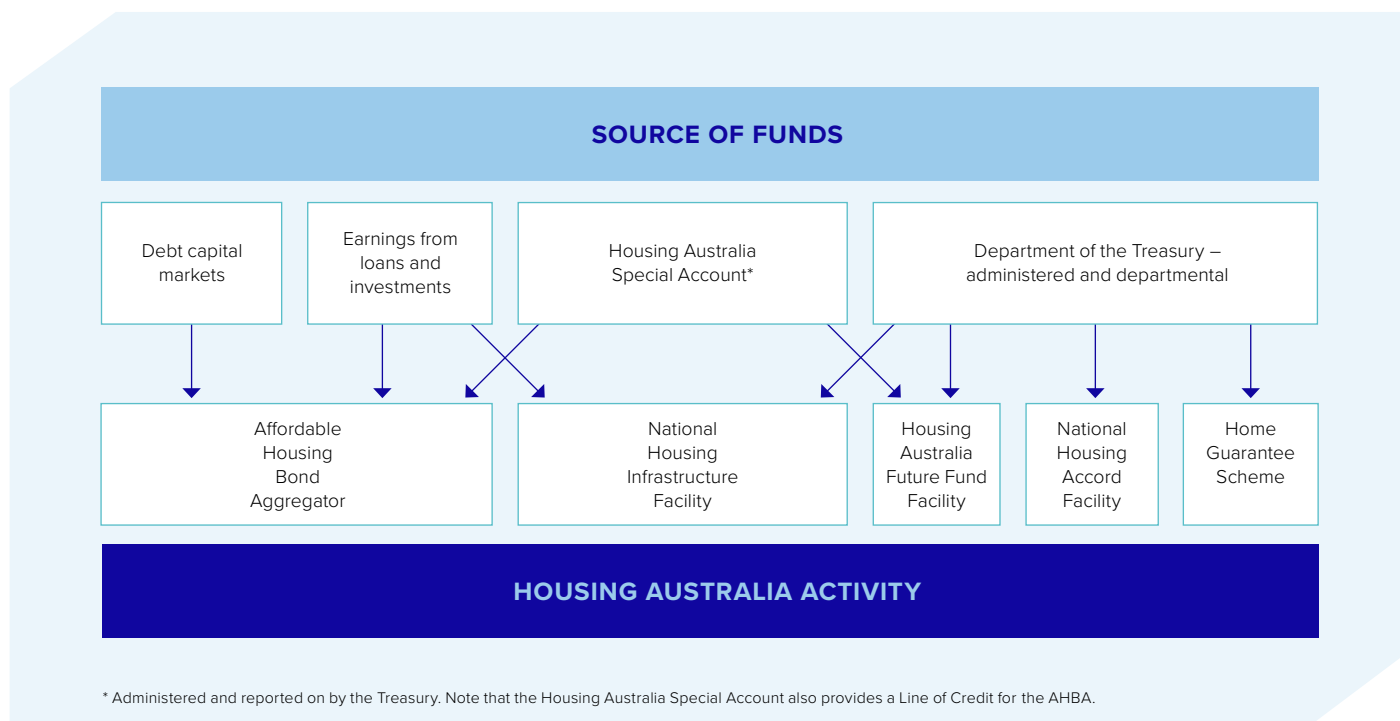 SOURCE OF FUNDS
Debt capital
markets
Earnings from
loans and
investments
Housing Australia
Special Account*
Department of the Treasury –
administered and departmental
Affordable
Housing
Bond
Aggregator
National
Housing
Infrastructure
Facility
Housing
Australia
Future Fund
Facility
National
Housing
Accord
Facility
Home
Guarantee
Scheme
HOUSING AUSTRALIA ACTIVITY
* Administered and reported on by the Treasury. Note that the Housing Australia Special Account also provides a Line of Credit for the AHBA.